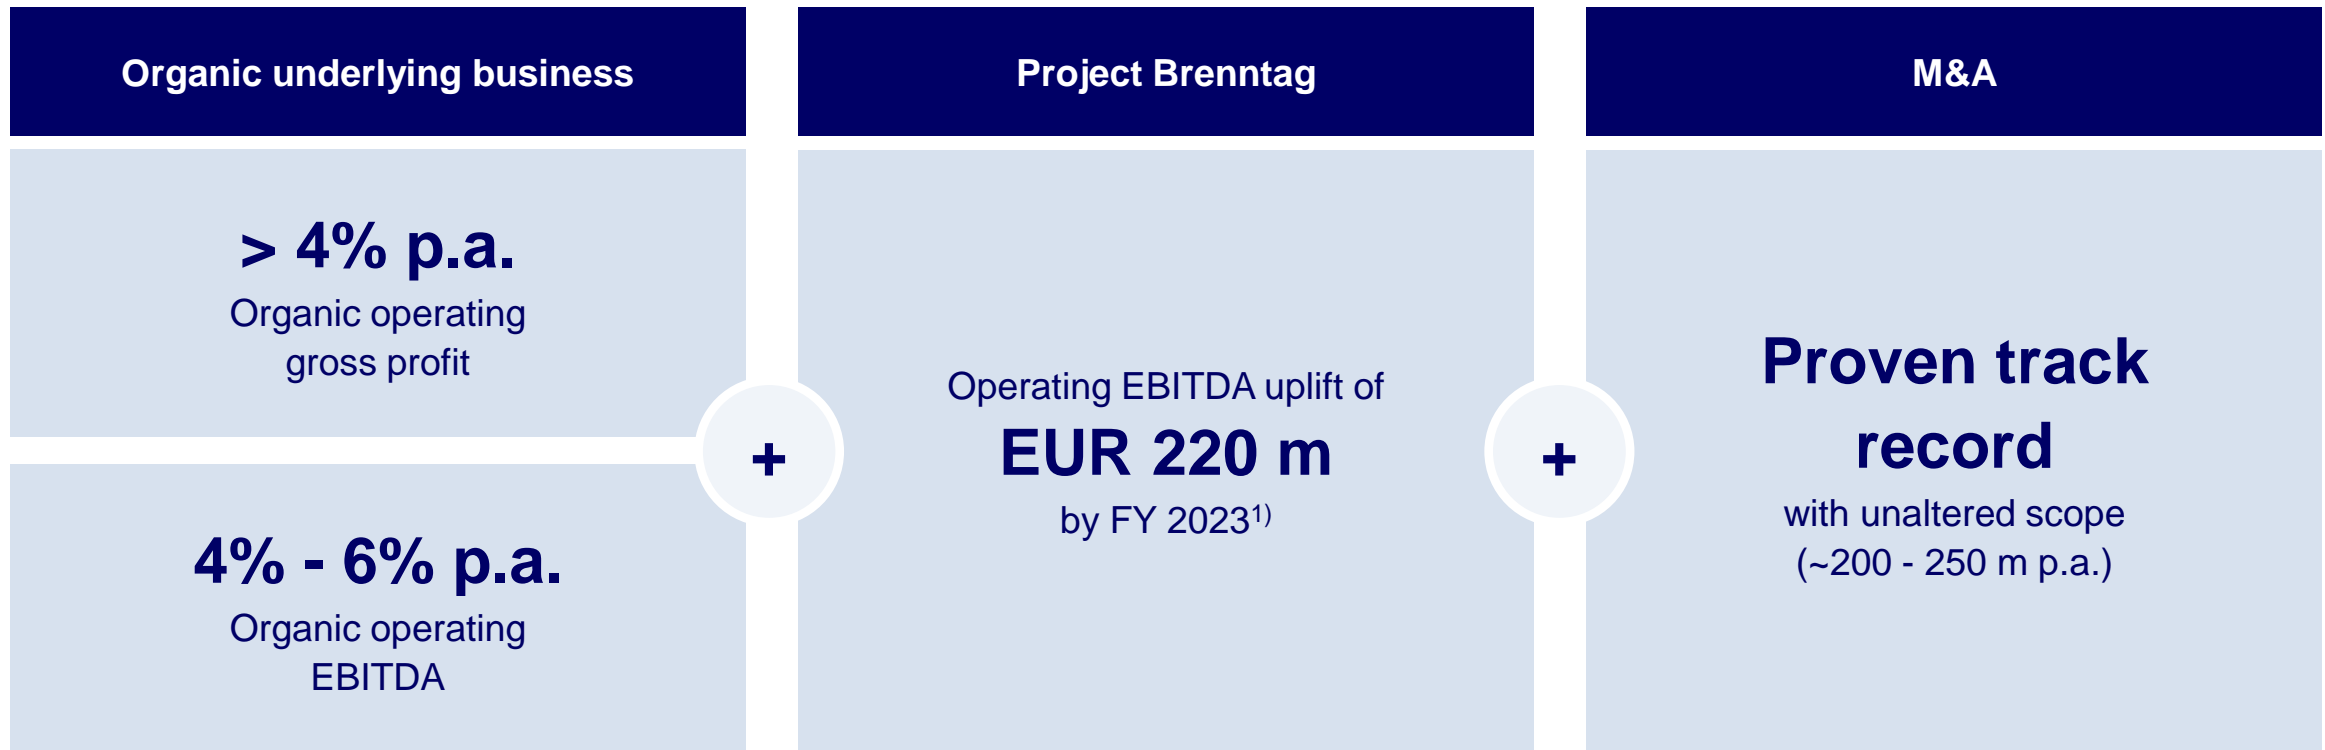 Organic underlying business
> 4% p.a.
Organic operating
gross profit
4% - 6% p.a.
Organic operating
EBITDA
+
Project Brenntag
Operating EBITDA uplift of
EUR 220 m
by FY 2023¹⁾
+
M&A
Proven track
record
with unaltered scope
(~200 - 250 m p.a.)